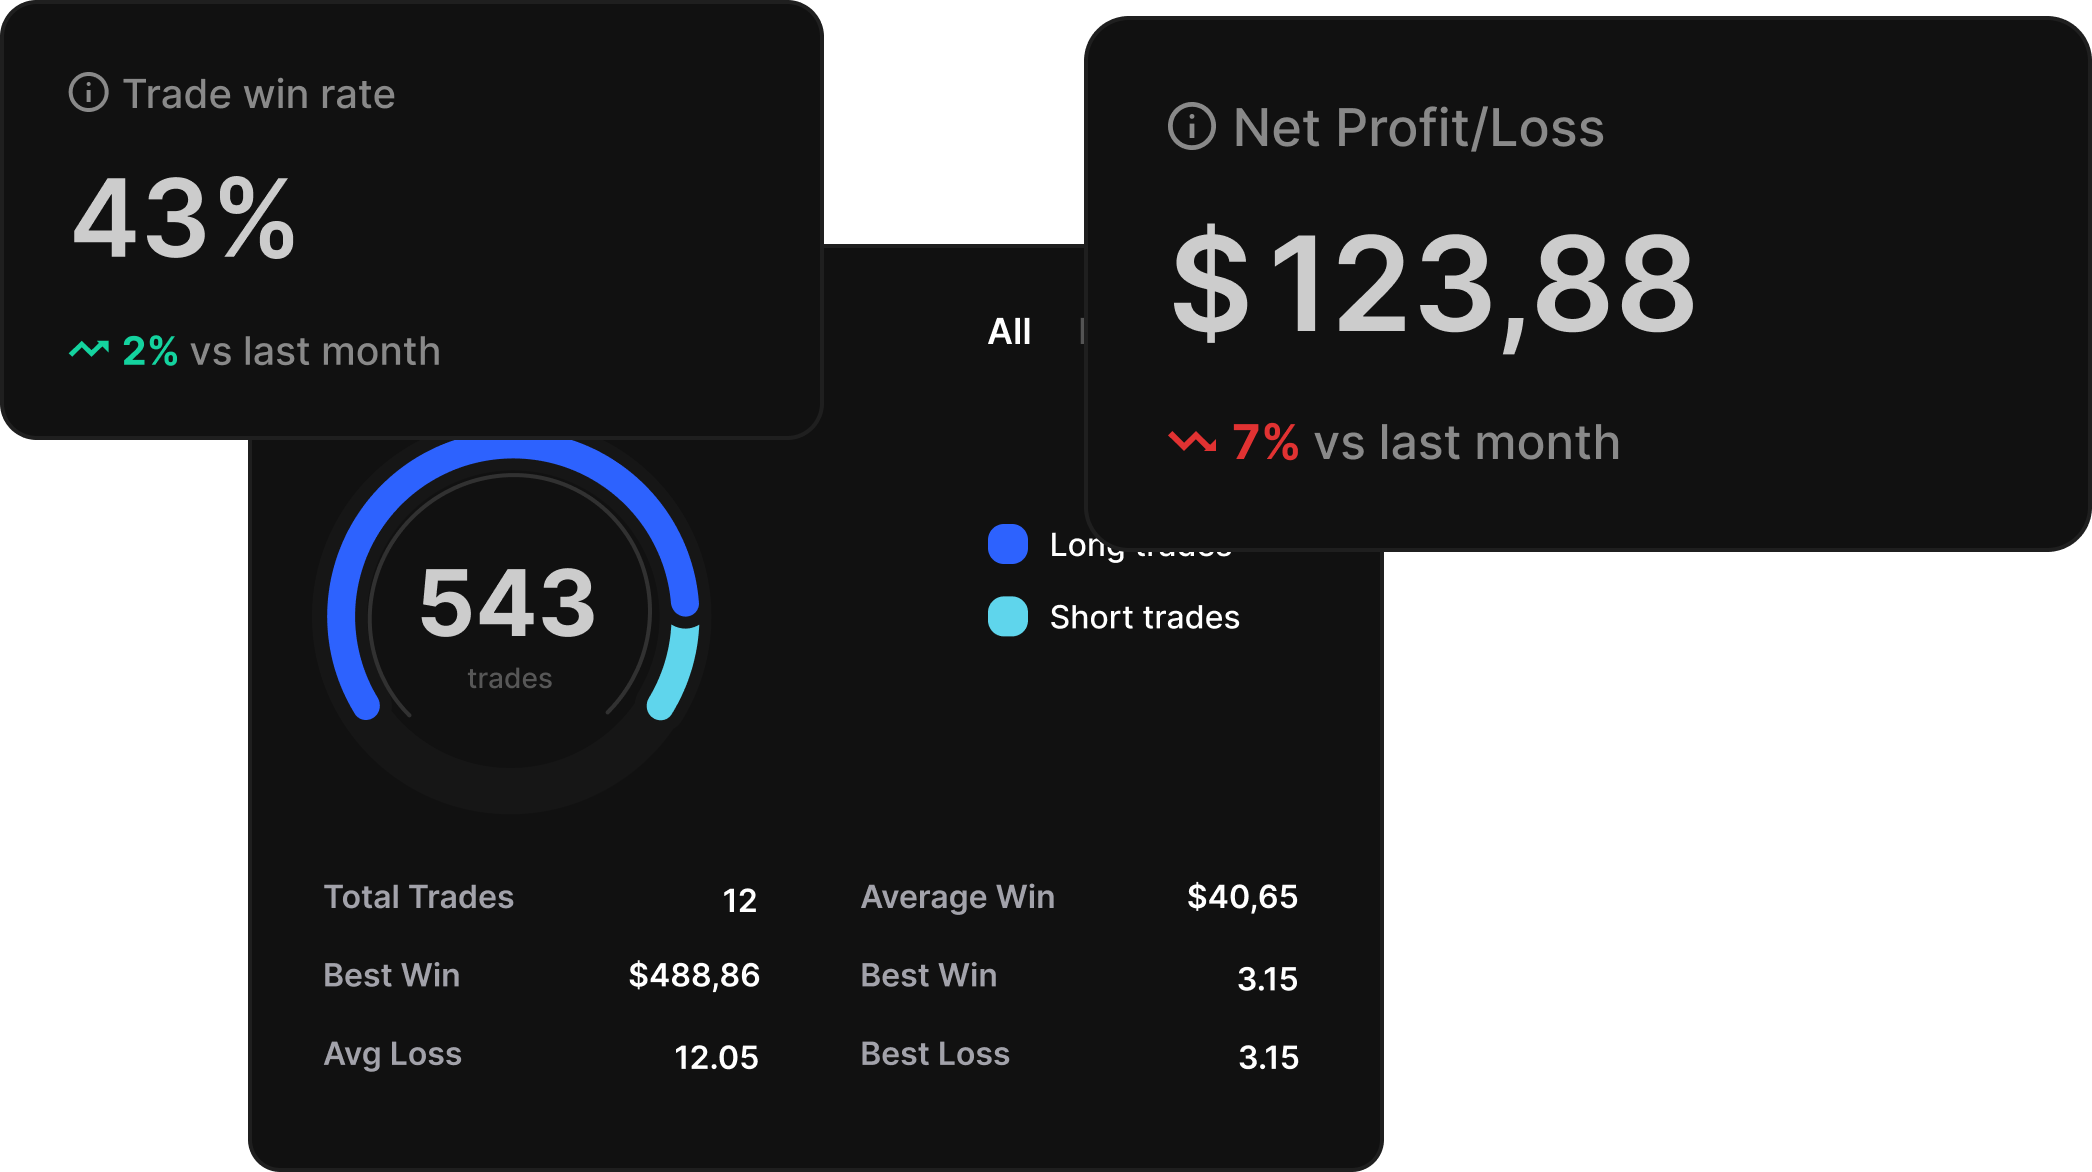 Trade win rate
43%
2% vs last month
Net Profit/Loss
$123,88
7% vs last month
All
Long trades
Short trades
543
trades
Total Trades 12
Best Win $488,86
Avg Loss 12.05
Average Win $40,65
Best Win 3.15
Best Loss 3.15